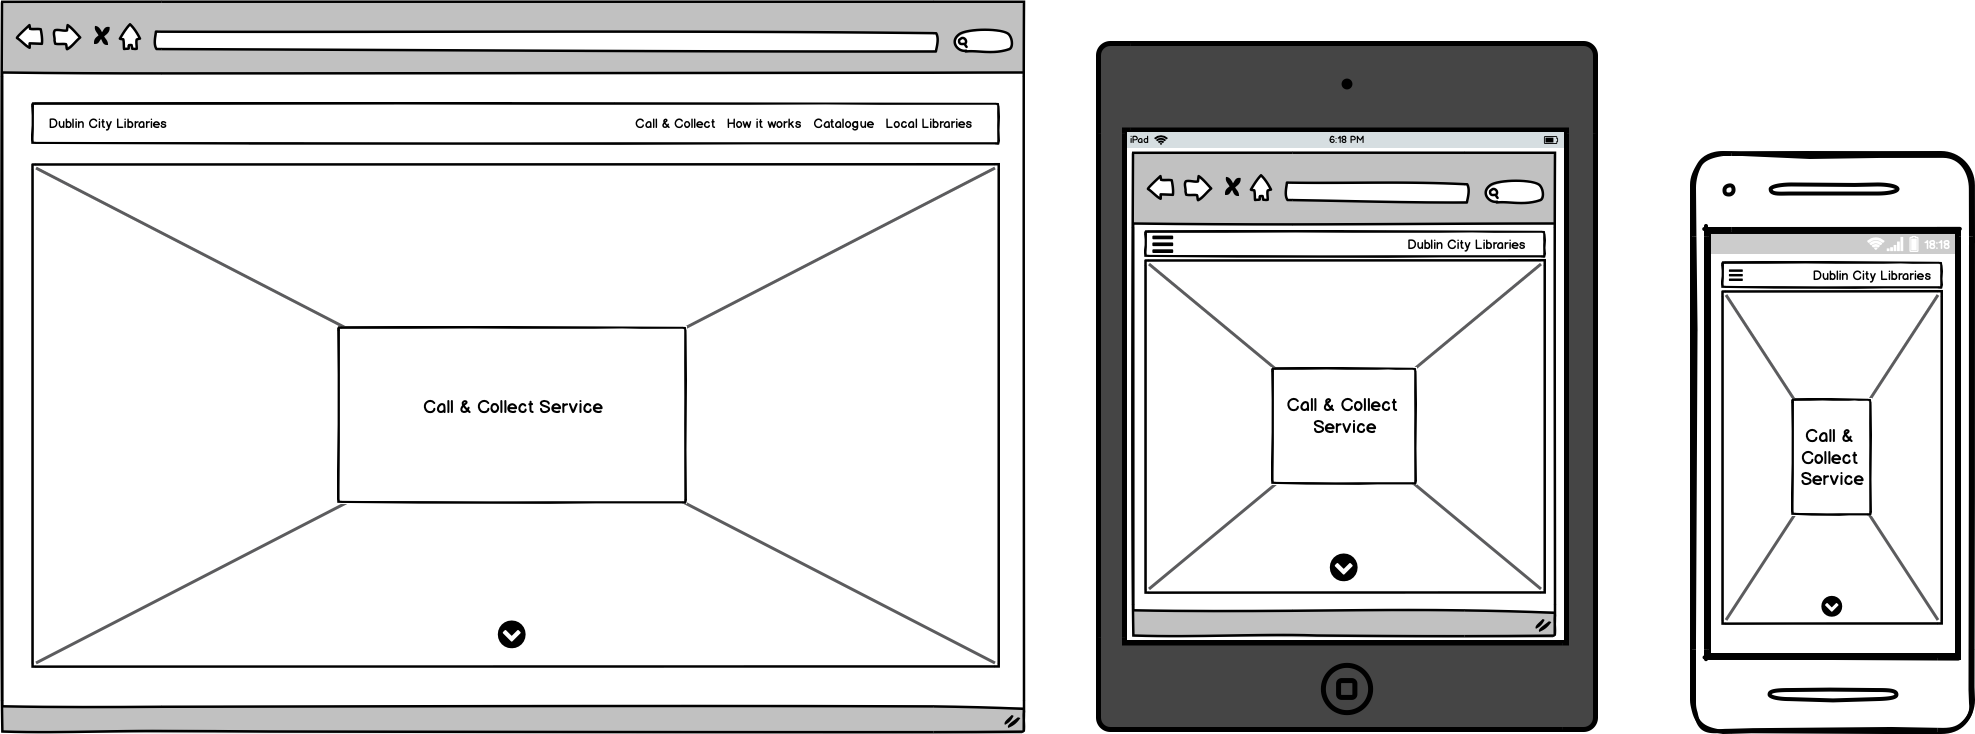 Dublin City Libraries
Call & Collect How it works Catalogue Local Libraries
Call & Collect Service
iPad 6:18 PM
Dublin City Libraries
Call & Collect
Service
18:18
Dublin City Libraries
Call &
Collect
Service